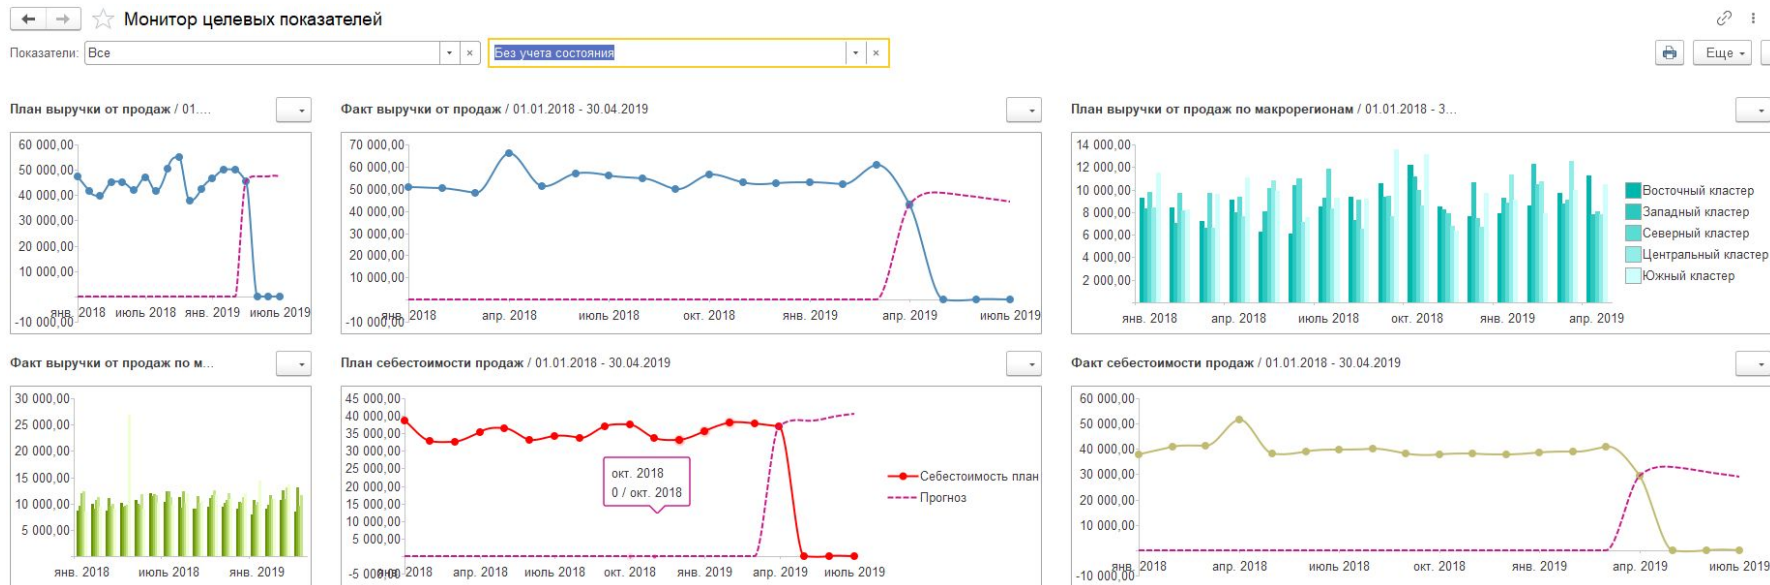 Монитор целевых показателей
Показатели: Все
Без учета состояния
Еще
План выручки от продаж / 01....
60 000,00
50 000,00
40 000,00
30 000,00
20 000,00
10 000,00
-10 000,00
янв. 2018 июль 2018 янв. 2019 июль 2019
Факт выручки от продаж / 01.01.2018 - 30.04.2019
70 000,00
60 000,00
50 000,00
40 000,00
30 000,00
20 000,00
10 000,00
-10 000,00
янв. 2018 апр. 2018 июль 2018 окт. 2018 янв. 2019 апр. 2019 июль 2019
План выручки от продаж по макрорегионам / 01.01.2018 - 3...
14 000,00
12 000,00
10 000,00
8 000,00
6 000,00
4 000,00
2 000,00
янв. 2018 апр. 2018 июль 2018 окт. 2018 янв. 2019 апр. 2019
Восточный кластер
Западный кластер
Северный кластер
Центральный кластер
Южный кластер
Факт выручки от продаж по м...
30 000,00
25 000,00
20 000,00
15 000,00
10 000,00
5 000,00
янв. 2018 июль 2018 янв. 2019
План себестоимости продаж / 01.01.2018 - 30.04.2019
45 000,00
40 000,00
35 000,00
30 000,00
25 000,00
20 000,00
15 000,00
10 000,00
5 000,00
-5 000,00
янв. 2018 апр. 2018 июль 2018 окт. 2018 янв. 2019 апр. 2019 июль 2019
окт. 2018
0 / окт. 2018
Себестоимость план
Прогноз
Факт себестоимости продаж / 01.01.2018 - 30.04.2019
60 000,00
50 000,00
40 000,00
30 000,00
20 000,00
10 000,00
-10 000,00
янв. 2018 апр. 2018 июль 2018 окт. 2018 янв. 2019 апр. 2019 июль 2019